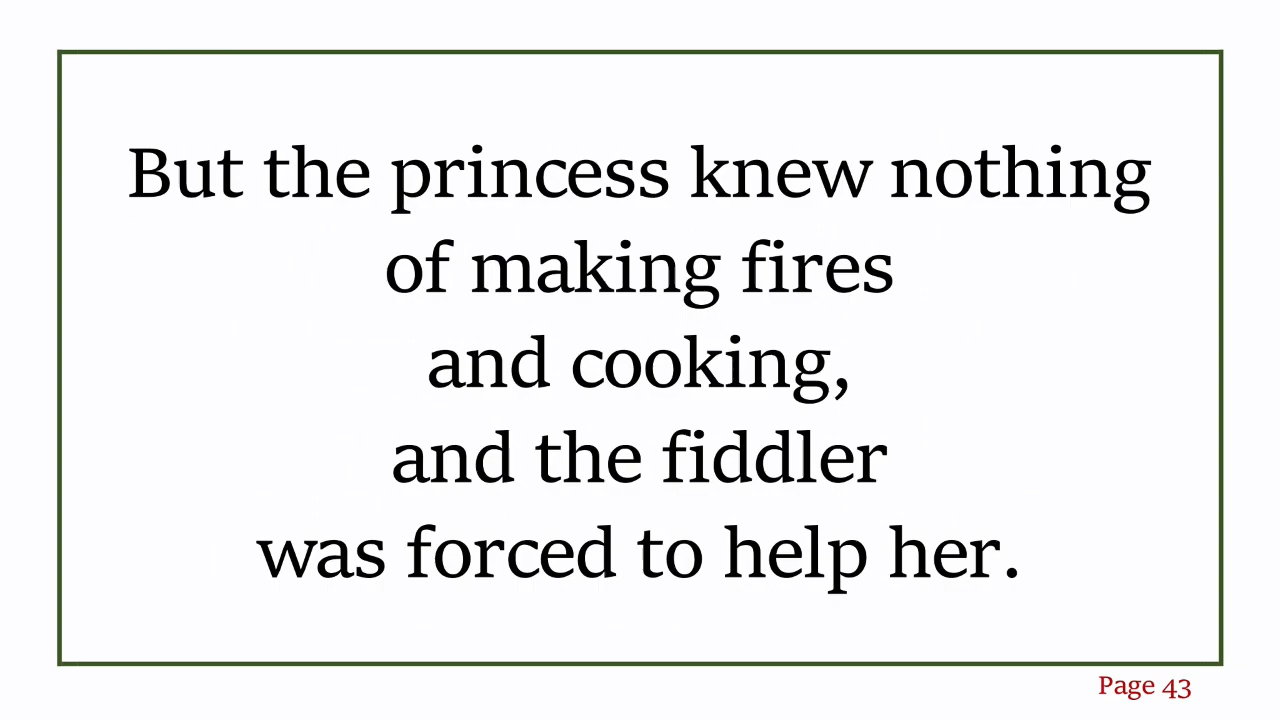 But the princess knew nothing
of making fires
and cooking,
and the fiddler
was forced to help her.
Page 43